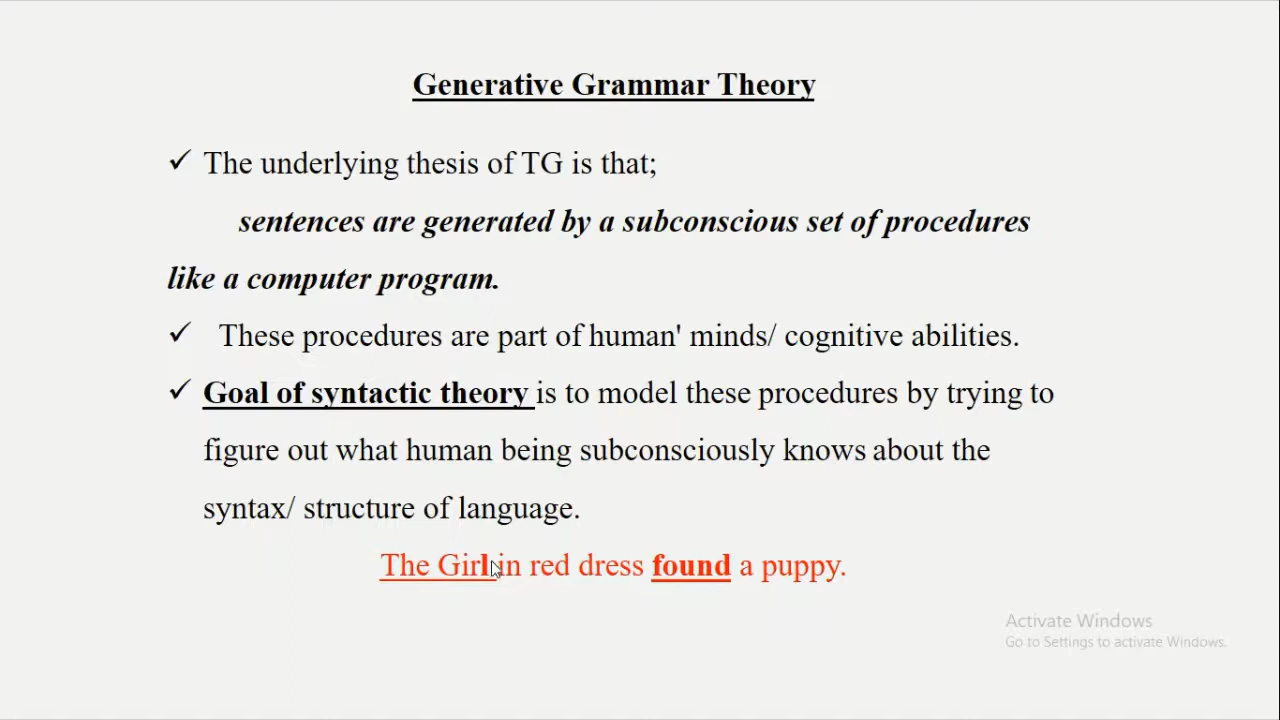 Generative Grammar Theory
✓ The underlying thesis of TG is that;
sentences are generated by a subconscious set of procedures
like a computer program.
✓ These procedures are part of human' minds/ cognitive abilities.
✓ Goal of syntactic theory is to model these procedures by trying to
figure out what human being subconsciously knows about the
syntax/ structure of language.
The Girl in red dress found a puppy.
Activate Windows
Go to Settings to activate Windows.